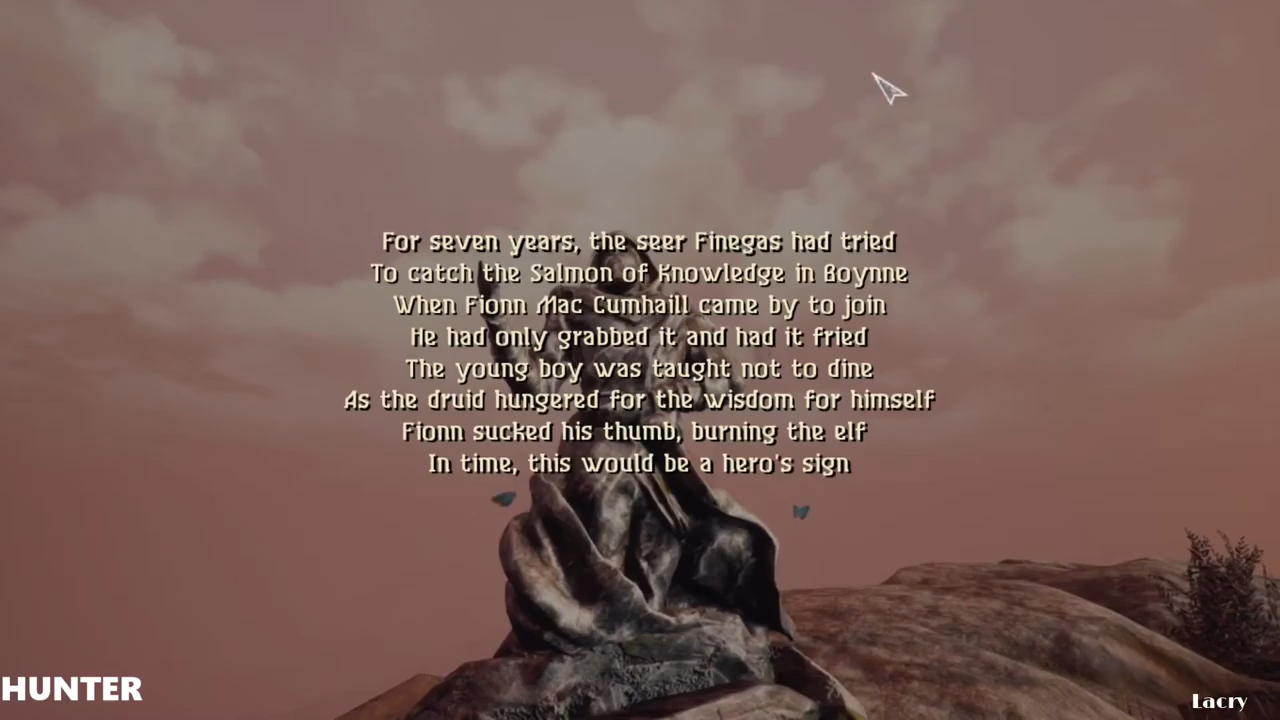 For seven years, the seer Finegas had tried
To catch the Salmon of Knowledge in Boynne
When Fionn Mac Cumhaill came by to join
He had only grabbed it and had it fried
The young boy was taught not to dine
As the druid hungered for the wisdom for himself
Fionn sucked his thumb, burning the elf
In time, this would be a hero's sign
HUNTER
Lacry